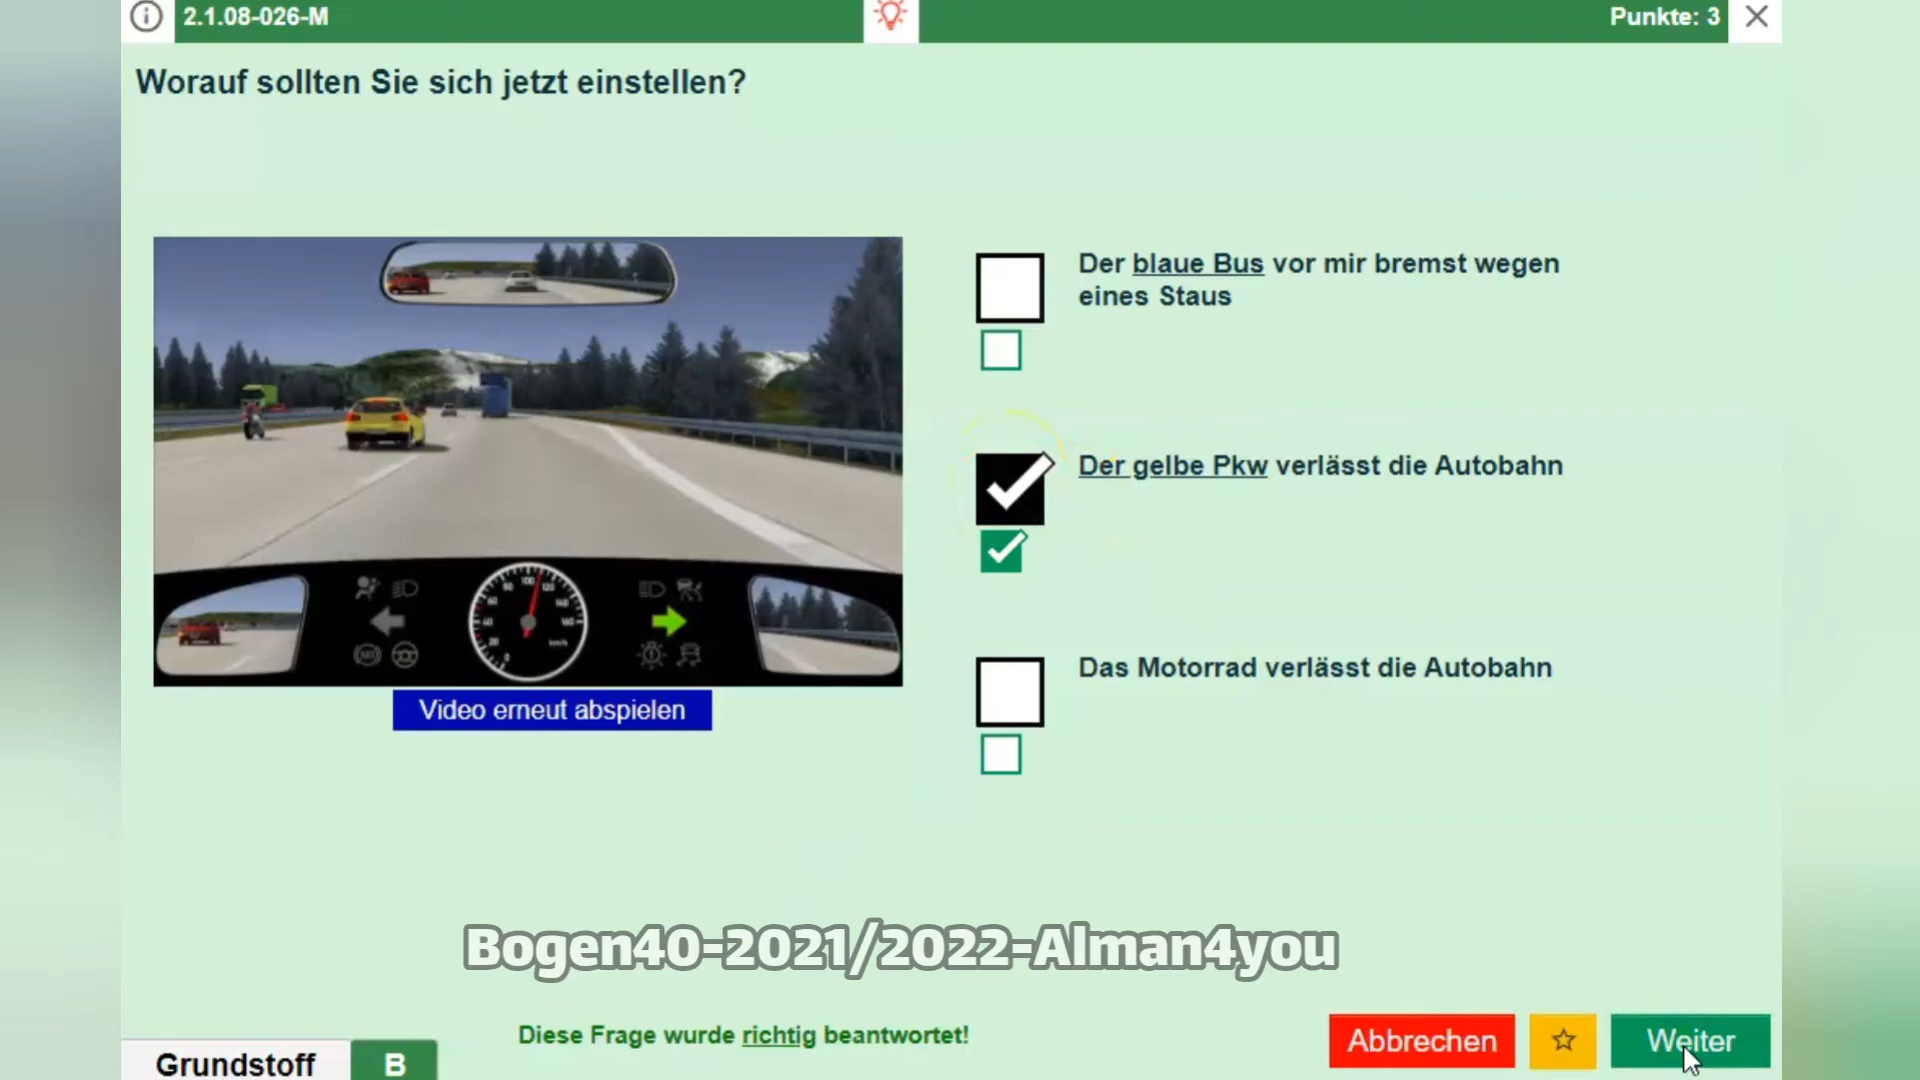 2.1.08-026-M
Punkte: 3
Worauf sollten Sie sich jetzt einstellen?
Der blaue Bus vor mir bremst wegen
eines Staus
Der gelbe Pkw verlässt die Autobahn
Das Motorrad verlässt die Autobahn
Video erneut abspielen
Bogen40-2021/2022-Alman4you
Diese Frage wurde richtig beantwortet!
Abbrechen
Weiter
Grundstoff
B